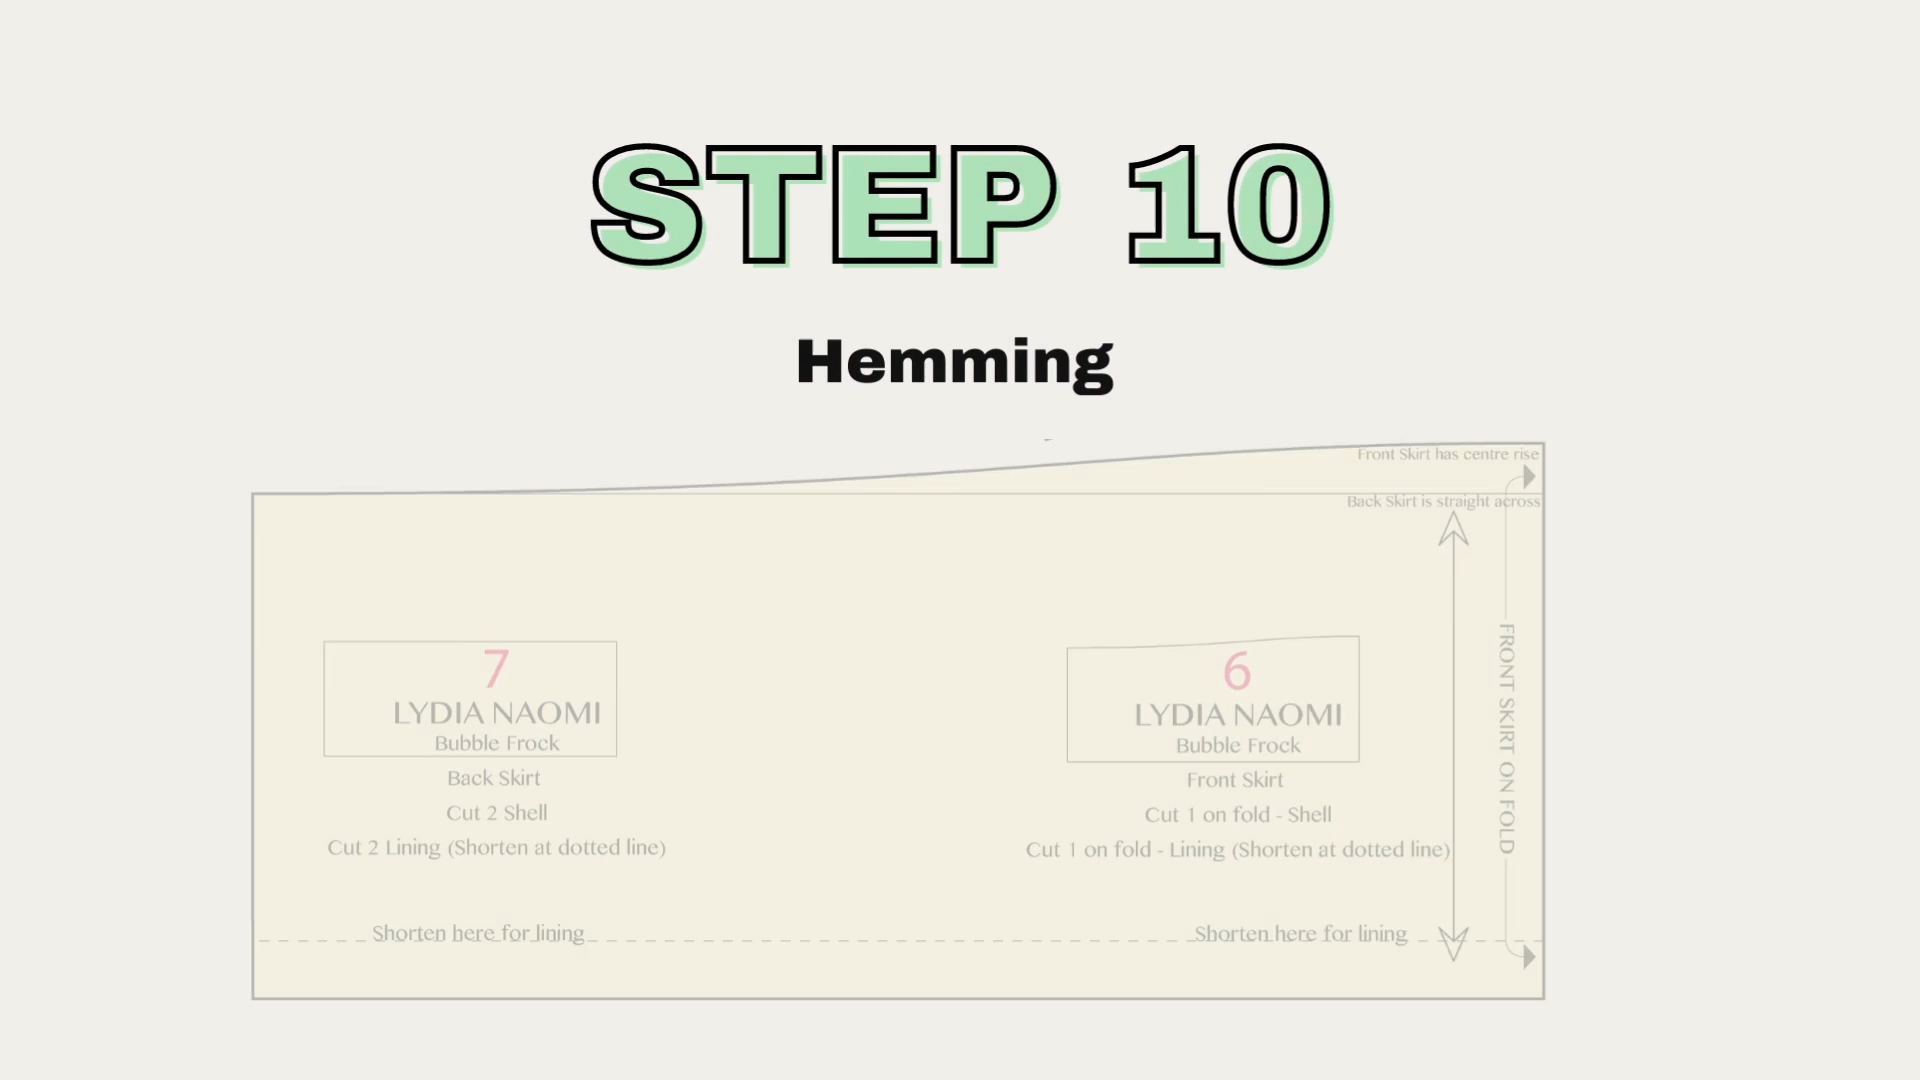 STEP 10
Hemming
Front Skirt has centre rise
Back Skirt is straight across
7
LYDIA NAOMI
Bubble Frock
Back Skirt
Cut 2 Shell
Cut 2 Lining (Shorten at dotted line)
Shorten here for lining
6
LYDIA NAOMI
Bubble Frock
Front Skirt
Cut 1 on fold - Shell
Cut 1 on fold - Lining (Shorten at dotted line)
Shorten here for lining
FRONT SKIRT ON FOLD